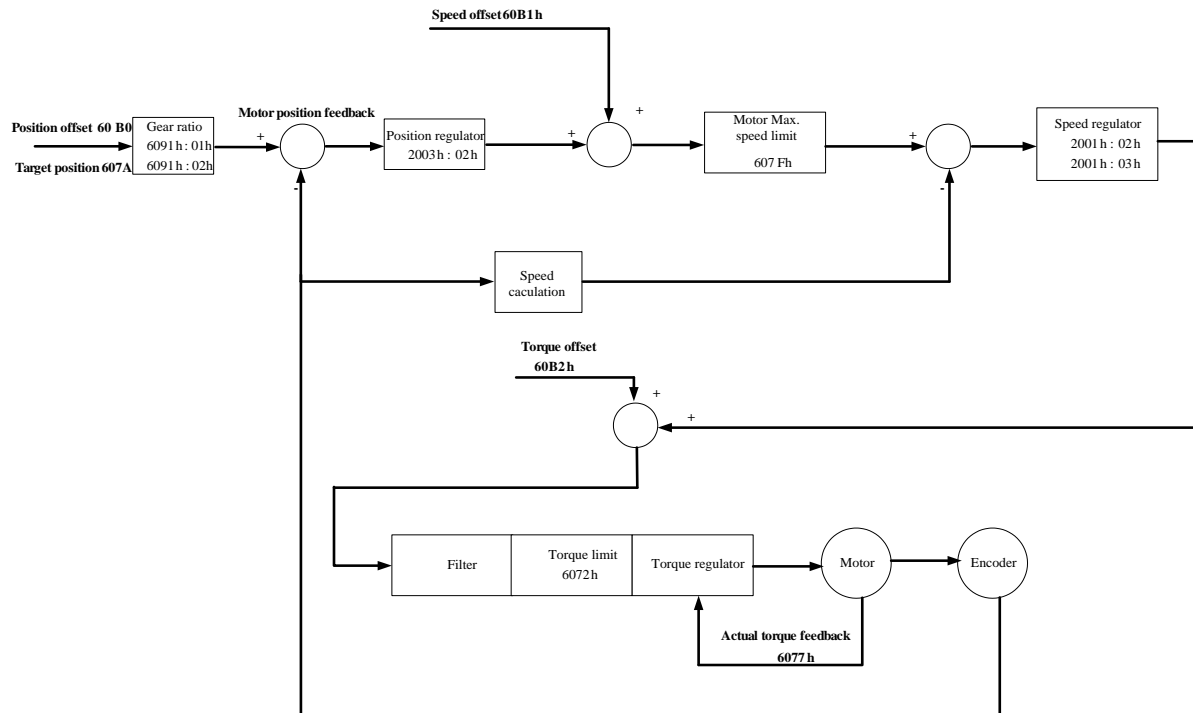 Speed offset 60B1h
Motor position feedback
Position offset 60 B0
Target position 607A
Gear ratio
6091h : 01h
6091h : 02h
+
-
Position regulator
2003h : 02h
+
+
Motor Max.
speed limit
607 Fh
+
-
Speed regulator
2001h : 02h
2001h : 03h
Speed
caculation
Torque offset
60B2h
+
+
Filter
Torque limit
6072h
Torque regulator
Motor
Encoder
Actual torque feedback
6077h